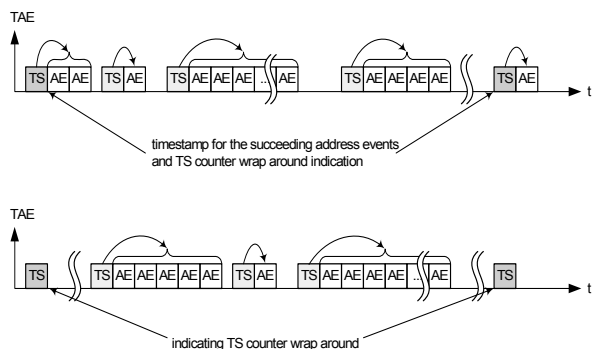 TAE
TS AE AE TS AE TS AE AE AE ... AE TS AE AE AE AE TS AE
t
timestamp for the succeeding address events
and TS counter wrap around indication
TAE
TS TS AE AE AE AE AE TS AE TS AE AE AE AE ... AE TS
t
indicating TS counter wrap around